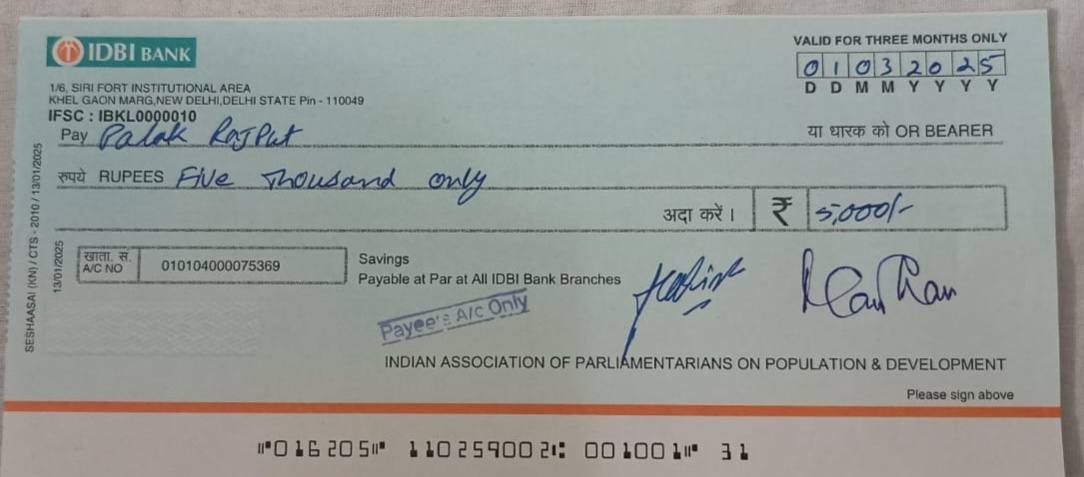 IDBI BANK
VALID FOR THREE MONTHS ONLY
01032025
D D M M Y Y Y Y
1/6, SIRI FORT INSTITUTIONAL AREA
KHEL GAON MARG,NEW DELHI,DELHI STATE Pin - 110049
IFSC : IBKL0000010
Pay Palak Rajput
या धारक को OR BEARER
रुपये RUPEES Five Thousand only
अदा करें । ₹ 5,000/-
खाता. सं.
A/C NO 010104000075369
Savings
Payable at Par at All IDBI Bank Branches
Payee's A/c Only
INDIAN ASSOCIATION OF PARLIAMENTARIANS ON POPULATION & DEVELOPMENT
Please sign above
SESHAASAI (KN) / CTS - 2010 / 13/01/2025
13/01/2025
⑈016205⑈ 110259002⑆ 001001⑈ 31